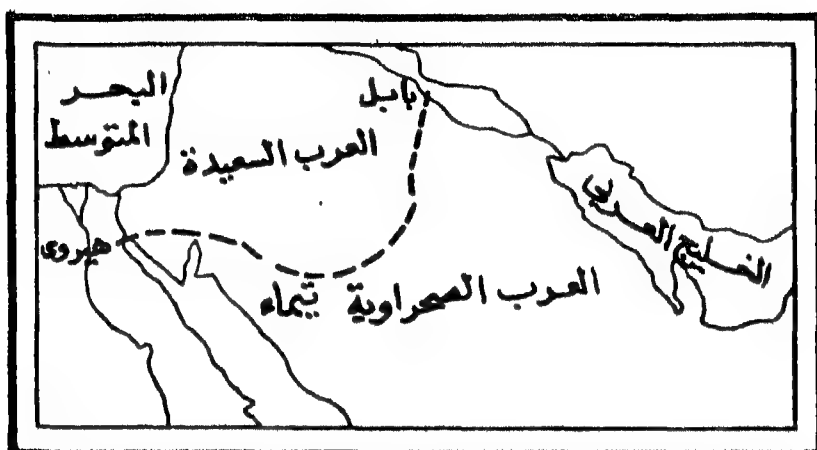 البحر
المتوسط
بابل
العرب السعيدة
الخليج العربي
هيروى
العرب الصحراوية
تيماء